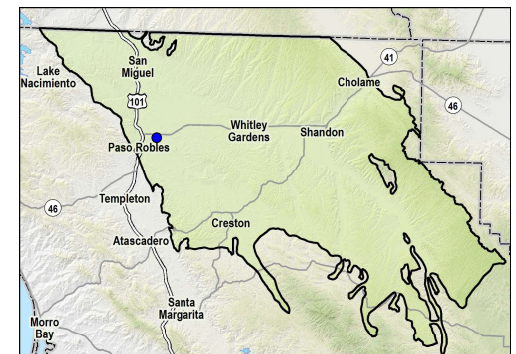 San
Miguel
41
Lake
Nacimiento
Cholame
101
46
Whitley
Gardens
Shandon
Paso Robles
Templeton
46
Creston
Atascadero
Santa
Margarita
Morro
Bay